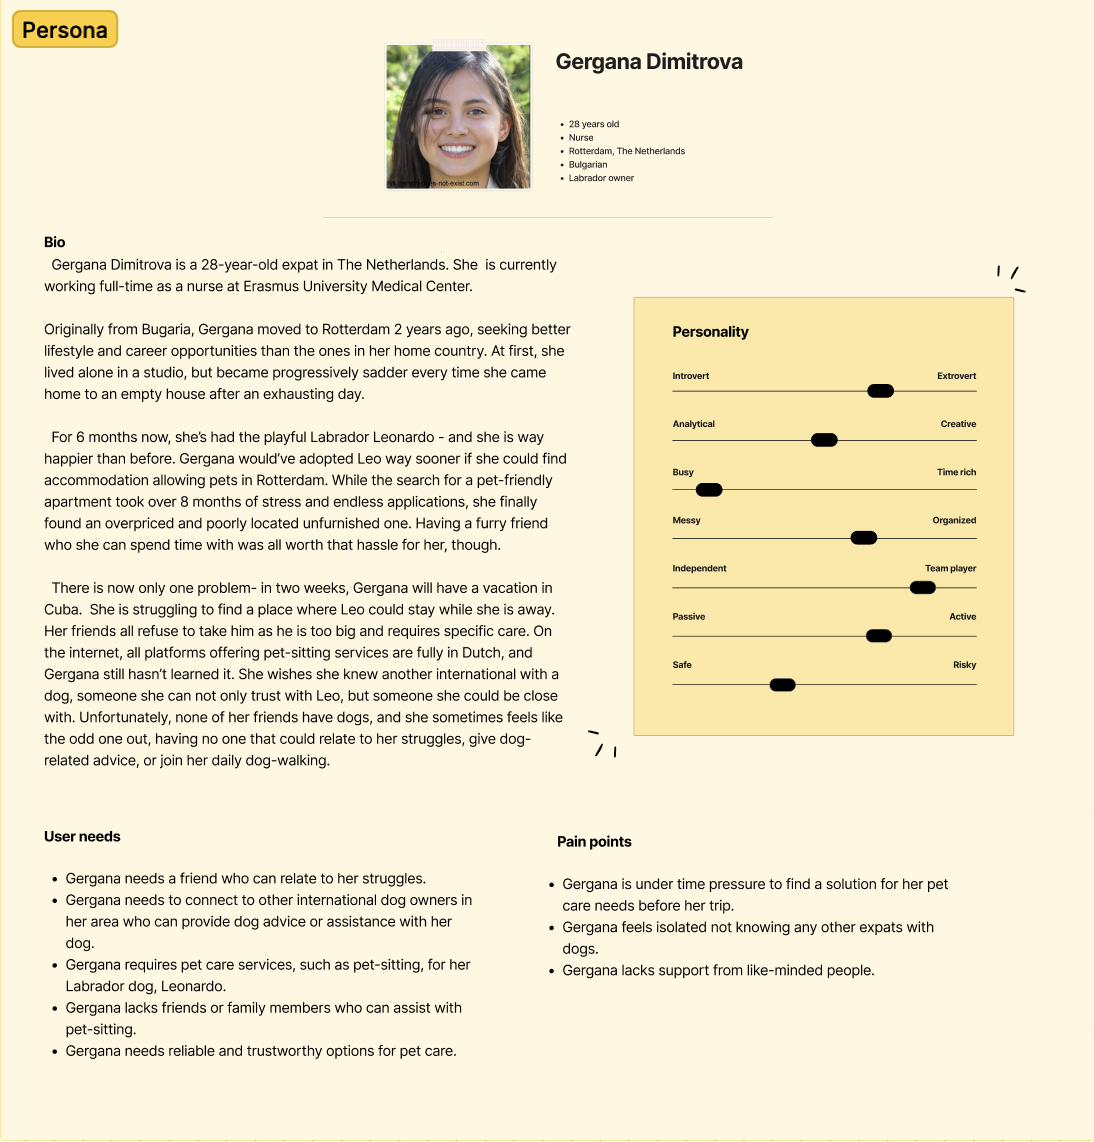 Persona
Gergana Dimitrova
28 years old
Nurse
Rotterdam, The Netherlands
Bulgarian
Labrador owner
Bio
Gergana Dimitrova is a 28-year-old expat in The Netherlands. She is currently
working full-time as a nurse at Erasmus University Medical Center.
Originally from Bugaria, Gergana moved to Rotterdam 2 years ago, seeking better
lifestyle and career opportunities than the ones in her home country. At first, she
lived alone in a studio, but became progressively sadder every time she came
home to an empty house after an exhausting day.
For 6 months now, she's had the playful Labrador Leonardo - and she is way
happier than before. Gergana would've adopted Leo way sooner if she could find
accommodation allowing pets in Rotterdam. While the search for a pet-friendly
apartment took over 8 months of stress and endless applications, she finally
found an overpriced and poorly located unfurnished one. Having a furry friend
who she can spend time with was all worth that hassle for her, though.
There is now only one problem- in two weeks, Gergana will have a vacation in
Cuba. She is struggling to find a place where Leo could stay while she is away.
Her friends all refuse to take him as he is too big and requires specific care. On
the internet, all platforms offering pet-sitting services are fully in Dutch, and
Gergana still hasn't learned it. She wishes she knew another international with a
dog, someone she can not only trust with Leo, but someone she could be close
with. Unfortunately, none of her friends have dogs, and she sometimes feels like
the odd one out, having no one that could relate to her struggles, give dog-
related advice, or join her daily dog-walking.
Personality
Introvert Extrovert
Analytical Creative
Busy Time rich
Messy Organized
Independent Team player
Passive Active
Safe Risky
User needs
Gergana needs a friend who can relate to her struggles.
Gergana needs to connect to other international dog owners in
her area who can provide dog advice or assistance with her
dog.
Gergana requires pet care services, such as pet-sitting, for her
Labrador dog, Leonardo.
Gergana lacks friends or family members who can assist with
pet-sitting.
Gergana needs reliable and trustworthy options for pet care.
Pain points
Gergana is under time pressure to find a solution for her pet
care needs before her trip.
Gergana feels isolated not knowing any other expats with
dogs.
Gergana lacks support from like-minded people.